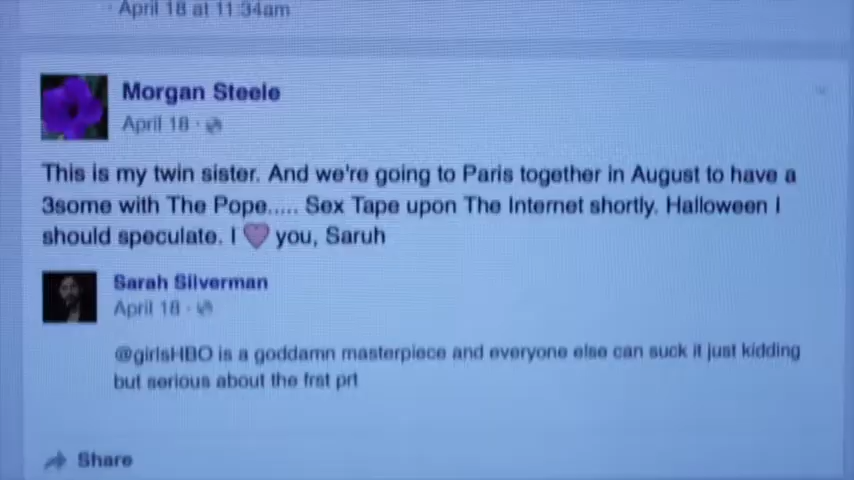 April 18 at 11:34am
Morgan Steele
April 18 ·
This is my twin sister. And we're going to Paris together in August to have a
3some with The Pope..... Sex Tape upon The Internet shortly. Halloween I
should speculate. I 💜 you, Saruh
Sarah Silverman
April 18 ·
@girlsHBO is a goddamn masterpiece and everyone else can suck it just kidding
but serious about the frst prt
Share